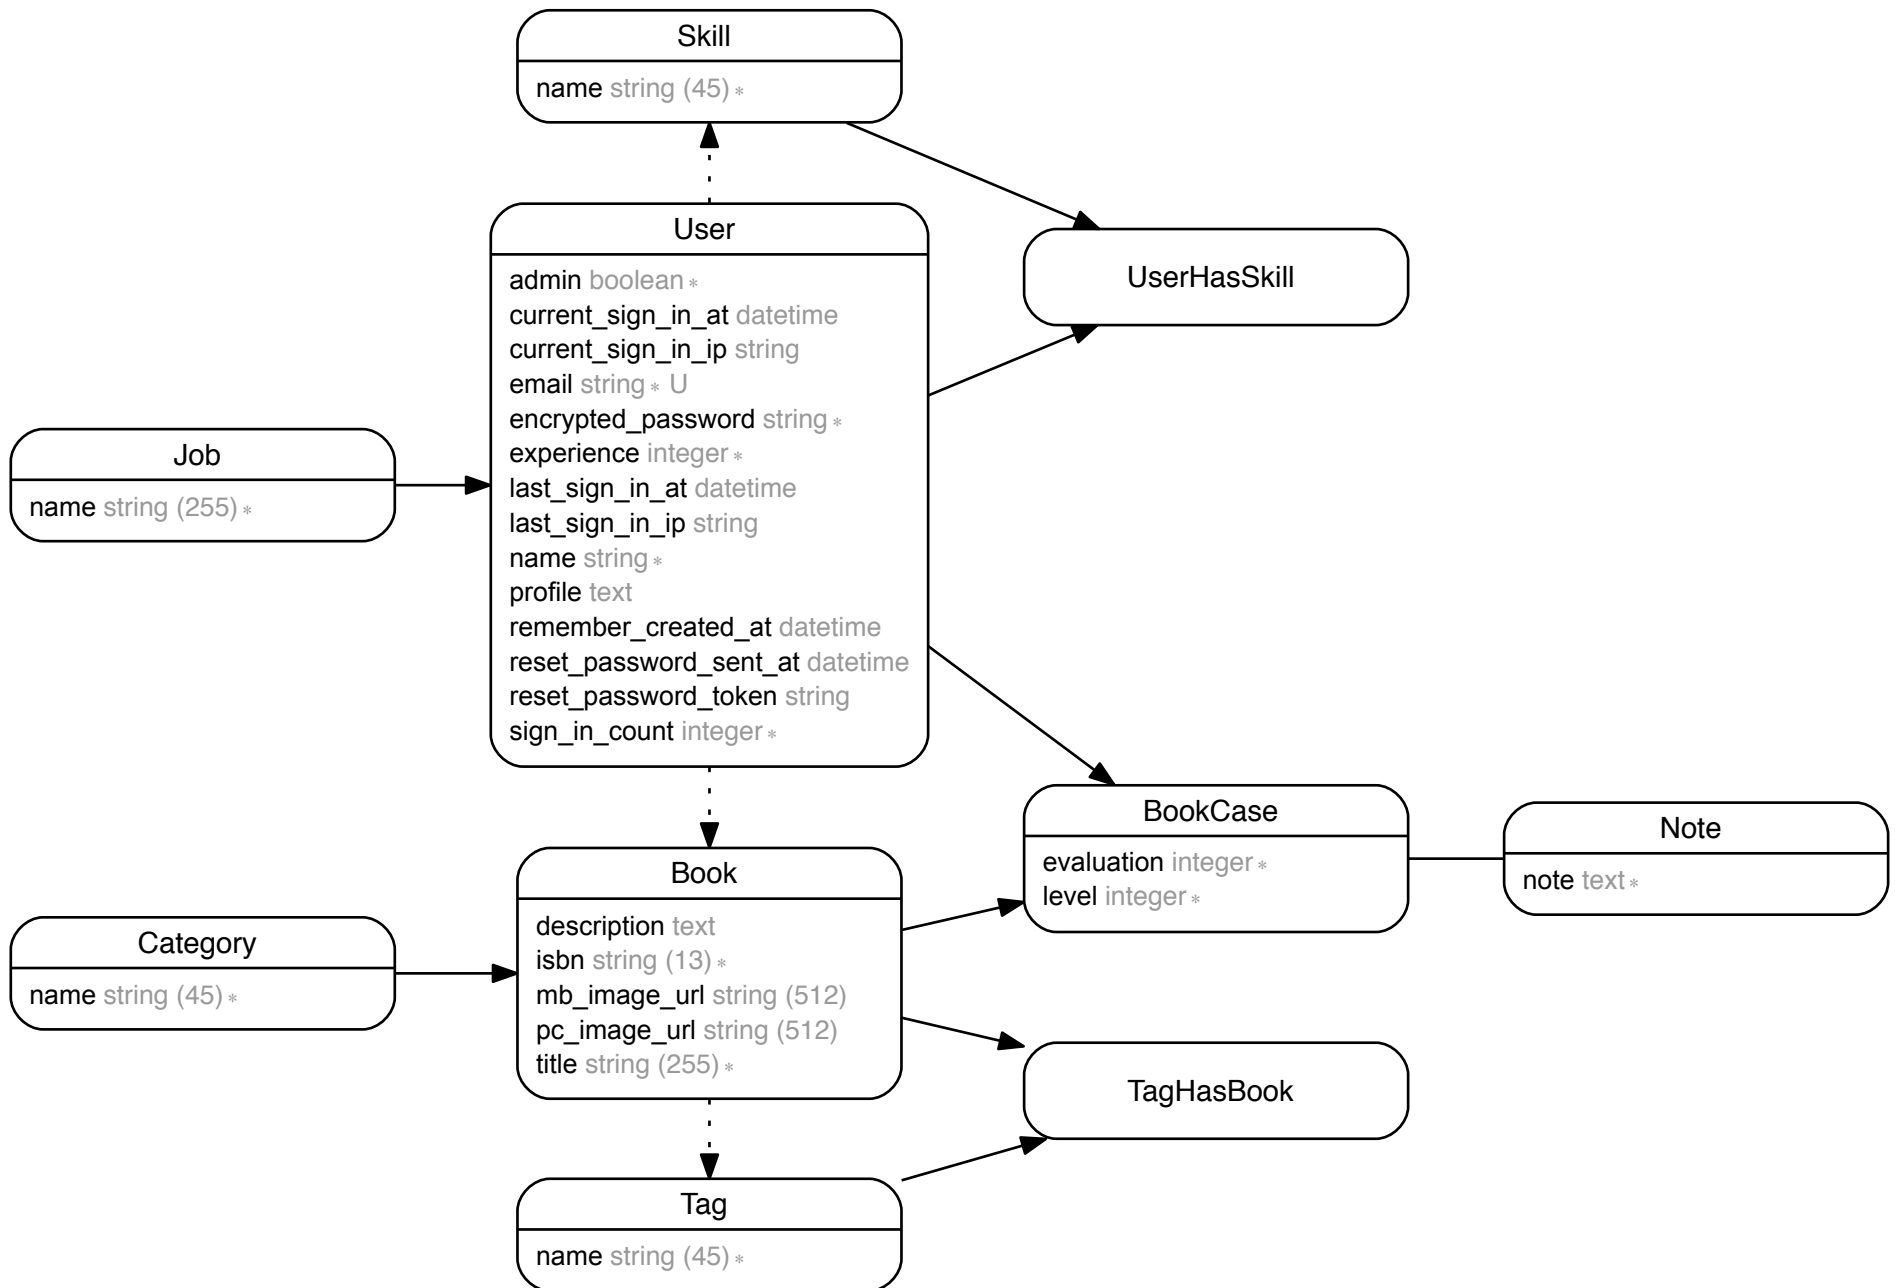 Skill
name string (45) *
User
admin boolean *
current_sign_in_at datetime
current_sign_in_ip string
email string * U
encrypted_password string *
experience integer *
last_sign_in_at datetime
last_sign_in_ip string
name string *
profile text
remember_created_at datetime
reset_password_sent_at datetime
reset_password_token string
sign_in_count integer *
UserHasSkill
Job
name string (255) *
BookCase
evaluation integer *
level integer *
Note
note text *
Book
description text
isbn string (13) *
mb_image_url string (512)
pc_image_url string (512)
title string (255) *
Category
name string (45) *
TagHasBook
Tag
name string (45) *